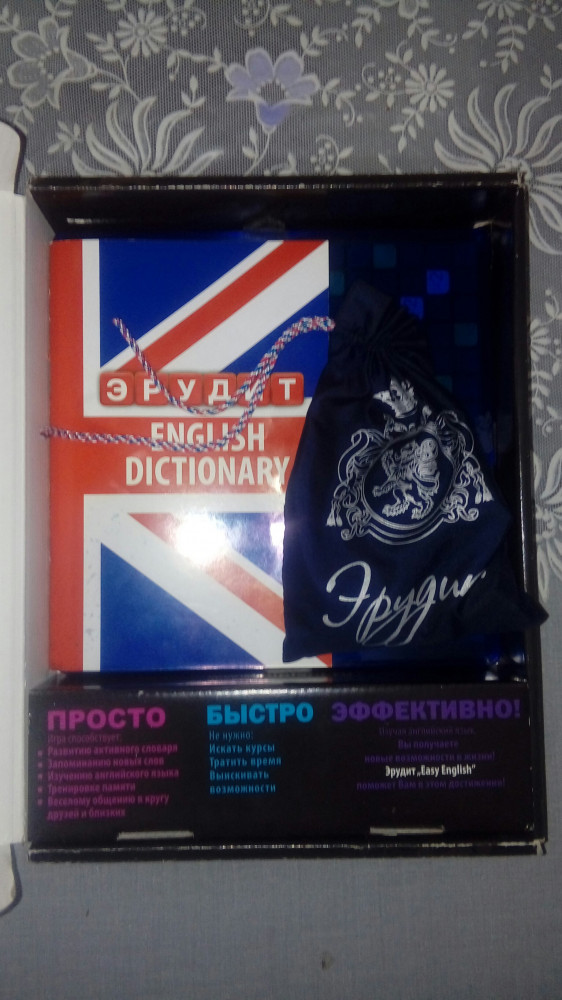 ЭРУДИТ
ENGLISH
DICTIONARY
Эрудит
ПРОСТО
Игра способствует:
• Развитию активного словаря
• Запоминанию новых слов
• Изучению английского языка
• Тренировке памяти
• Веселому общению в кругу
друзей и близких
БЫСТРО
Не нужно:
Искать курсы
Тратить время
Выискивать
возможности
ЭФФЕКТИВНО!
Изучая английский язык,
Вы получаете
новые возможности в жизни!
Эрудит „Easy English"
поможет Вам в этом достижении!